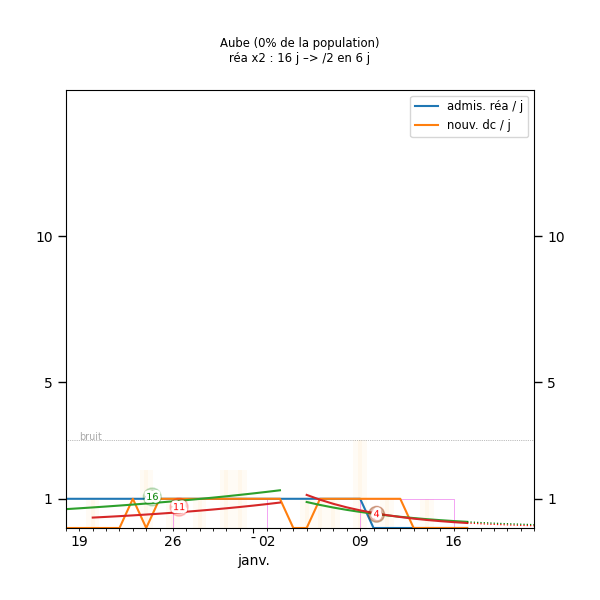 Aube (0% de la population)
réa x2 : 16 j –> /2 en 6 j
admis. réa / j
nouv. dc / j
10
10
5
5
bruit
16
11
4
1
1
19
26
02
09
16
janv.